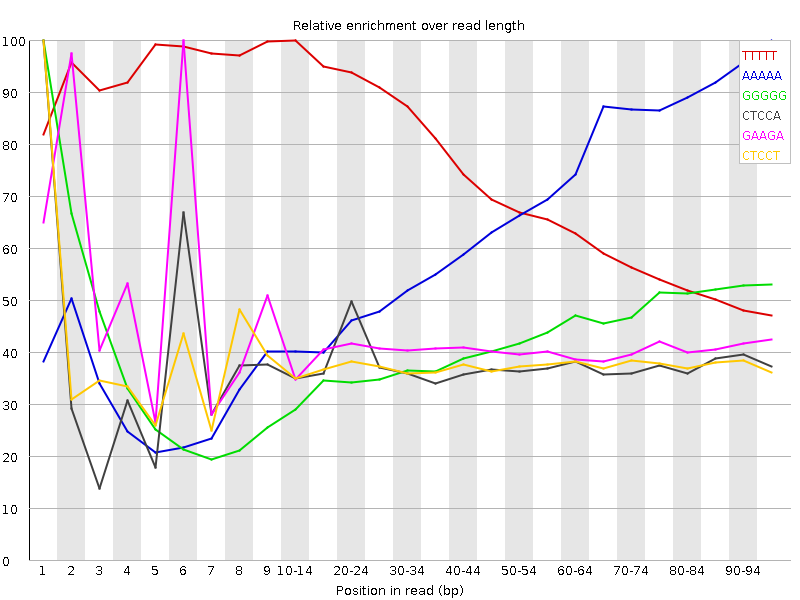 Relative enrichment over read length
100
90
80
70
60
50
40
30
20
10
0
TTTTT
AAAAA
GGGGG
CTCCA
GAAGA
CTCCT
1 2 3 4 5 6 7 8 9 10-14 20-24 30-34 40-44 50-54 60-64 70-74 80-84 90-94
Position in read (bp)